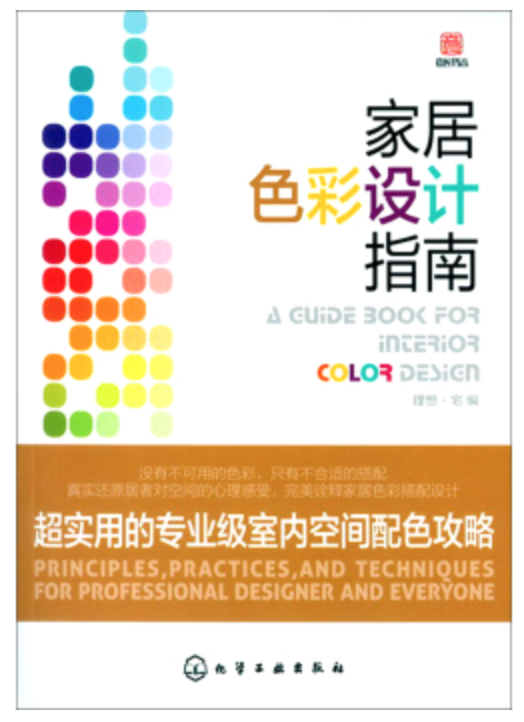 家居
色彩设计
指南
A GUIDE BOOK FOR
INTERIOR
COLOR DESIGN
理想·宅 编
没有不可用的色彩，只有不合适的搭配
真实还原居者对空间的心理感受，完美诠释家居色彩搭配设计
超实用的专业级室内空间配色攻略
PRINCIPLES,PRACTICES,AND TECHNIQUES
FOR PROFESSIONAL DESIGNER AND EVERYONE
化学工业出版社